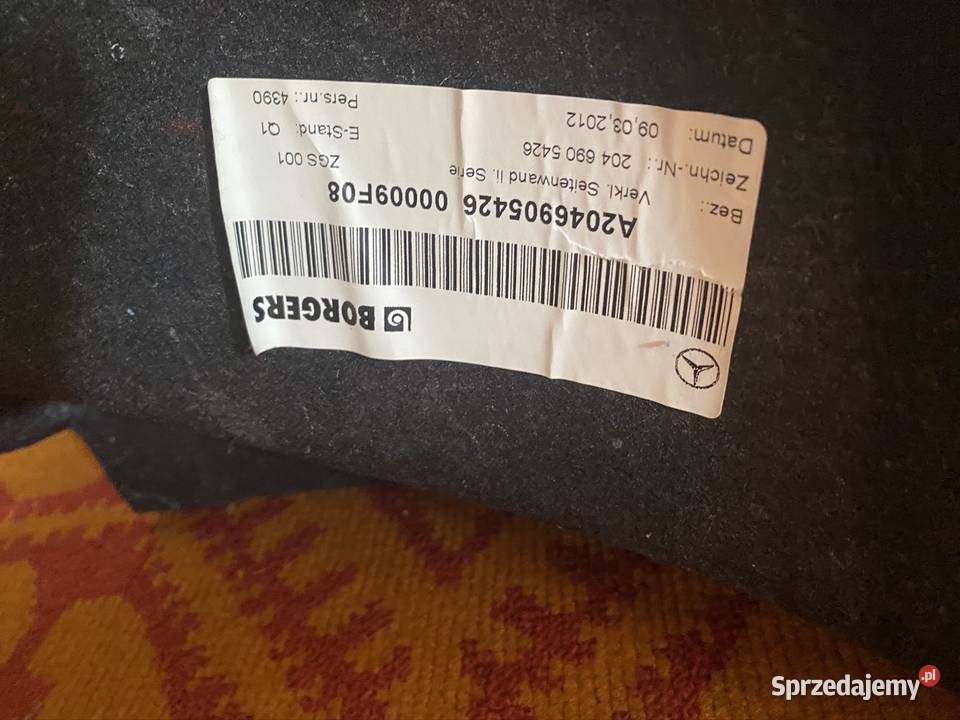 BORGERS
A2046905426 00009F08
Bez.: Verkl. Seitenwand li. Serie
Zeichn.-Nr.: 204 690 5426 ZGS 001
Datum: 09,03,2012 E-Stand: Q1
Pers.nr.: 4390
Sprzedajemy.pl